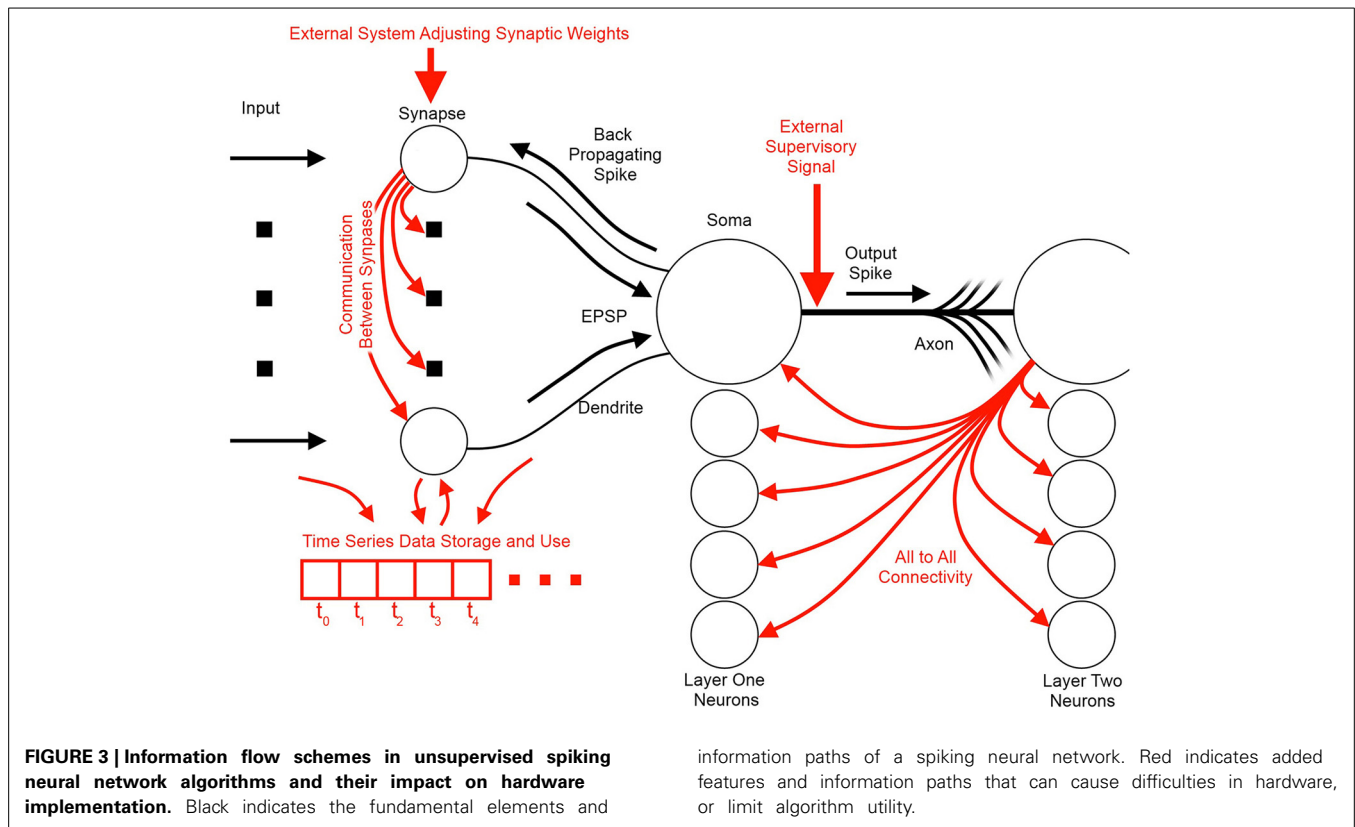 External System Adjusting Synaptic Weights
Input
Synapse
Back
Propagating
Spike
External
Supervisory
Signal
Soma
Output
Spike
Communication
Between Synpases
EPSP
Axon
Dendrite
Time Series Data Storage and Use
t0 t1 t2 t3 t4
All to All
Connectivity
Layer One
Neurons
Layer Two
Neurons
FIGURE 3 | Information flow schemes in unsupervised spiking
neural network algorithms and their impact on hardware
implementation. Black indicates the fundamental elements and
information paths of a spiking neural network. Red indicates added
features and information paths that can cause difficulties in hardware,
or limit algorithm utility.